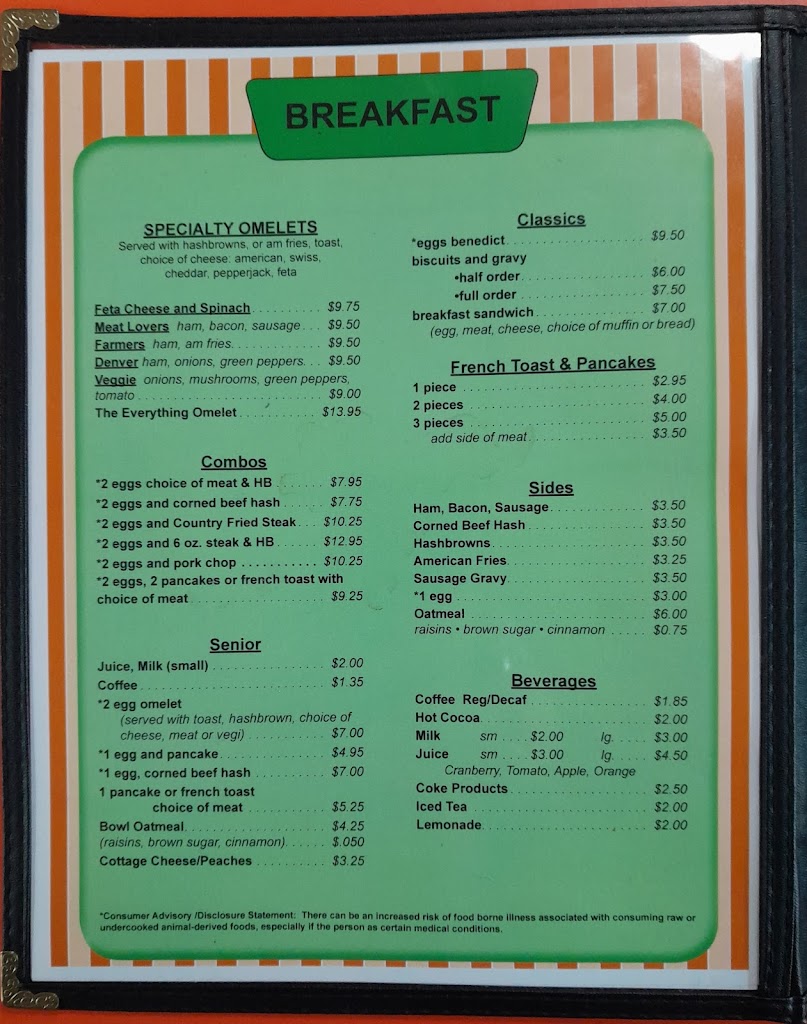 BREAKFAST
SPECIALTY OMELETS
Served with hashbrowns, or am fries, toast,
choice of cheese: american, swiss,
cheddar, pepperjack, feta
Feta Cheese and Spinach . . . . . . . . . . $9.75
Meat Lovers ham, bacon, sausage . . . $9.50
Farmers ham, am fries. . . . . . . . . . . . . $9.50
Denver ham, onions, green peppers. . . . $9.50
Veggie onions, mushrooms, green peppers,
tomato . . . . . . . . . . . . . . . . . . . . . . . . . . $9.00
The Everything Omelet . . . . . . . . . . . $13.95
Combos
*2 eggs choice of meat & HB . . . . . . . $7.95
*2 eggs and corned beef hash . . . . . . $7.75
*2 eggs and Country Fried Steak . . . $10.25
*2 eggs and 6 oz. steak & HB . . . . . . $12.95
*2 eggs and pork chop . . . . . . . . . . . $10.25
*2 eggs, 2 pancakes or french toast with
choice of meat . . . . . . . . . . . . . . . . . . . $9.25
Senior
Juice, Milk (small) . . . . . . . . . . . . . . . . $2.00
Coffee . . . . . . . . . . . . . . . . . . . . . . . . . . $1.35
*2 egg omelet
(served with toast, hashbrown, choice of
cheese, meat or vegi) . . . . . . . . . . . . $7.00
*1 egg and pancake . . . . . . . . . . . . . . . $4.95
*1 egg, corned beef hash . . . . . . . . . . $7.00
1 pancake or french toast
choice of meat . . . . . . . . . . . . $5.25
Bowl Oatmeal . . . . . . . . . . . . . . . . . . . . $4.25
(raisins, brown sugar, cinnamon) . . . . . . $.050
Cottage Cheese/Peaches . . . . . . . . . . $3.25
Classics
*eggs benedict . . . . . . . . . . . . . . . . . . . $9.50
biscuits and gravy
•half order . . . . . . . . . . . . . . . . . . $6.00
•full order . . . . . . . . . . . . . . . . . . $7.50
breakfast sandwich . . . . . . . . . . . . . . . $7.00
(egg, meat, cheese, choice of muffin or bread)
French Toast & Pancakes
1 piece . . . . . . . . . . . . . . . . . . . . . . . . . $2.95
2 pieces . . . . . . . . . . . . . . . . . . . . . . . . $4.00
3 pieces . . . . . . . . . . . . . . . . . . . . . . . . $5.00
add side of meat . . . . . . . . . . . . . . . . . $3.50
Sides
Ham, Bacon, Sausage . . . . . . . . . . . . . $3.50
Corned Beef Hash . . . . . . . . . . . . . . . . $3.50
Hashbrowns . . . . . . . . . . . . . . . . . . . . . $3.50
American Fries . . . . . . . . . . . . . . . . . . . $3.25
Sausage Gravy . . . . . . . . . . . . . . . . . . . $3.50
*1 egg . . . . . . . . . . . . . . . . . . . . . . . . . . $3.00
Oatmeal . . . . . . . . . . . . . . . . . . . . . . . . $6.00
raisins • brown sugar • cinnamon . . . . . $0.75
Beverages
Coffee Reg/Decaf . . . . . . . . . . . . . . . . . $1.85
Hot Cocoa . . . . . . . . . . . . . . . . . . . . . . $2.00
Milk sm . . . . $2.00 lg. . . . . . $3.00
Juice sm . . . . $3.00 lg. . . . . . $4.50
Cranberry, Tomato, Apple, Orange
Coke Products . . . . . . . . . . . . . . . . . . . $2.50
Iced Tea . . . . . . . . . . . . . . . . . . . . . . . . $2.00
Lemonade . . . . . . . . . . . . . . . . . . . . . . . $2.00
*Consumer Advisory /Disclosure Statement: There can be an increased risk of food borne illness associated with consuming raw or
undercooked animal-derived foods, especially if the person as certain medical conditions.